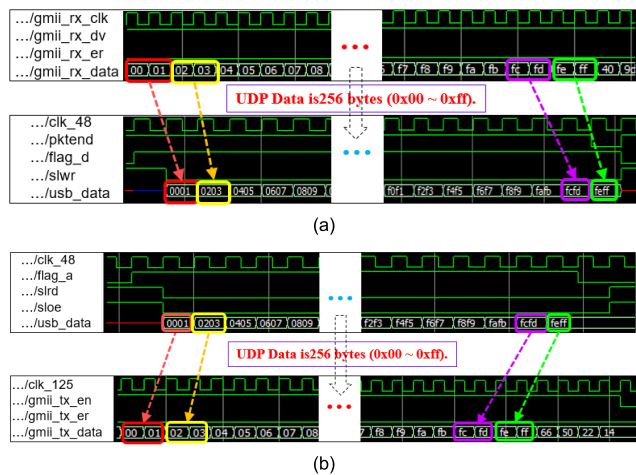 .../gmii_rx_clk
.../gmii_rx_dv
.../gmii_rx_er
.../gmii_rx_data 00 01 02 03 04 05 06 07 08 f7 f8 f9 fa fb fc fd fe ff 40 9d
UDP Data is256 bytes (0x00 ~ 0xff).
.../clk_48
.../pktend
.../flag_d
.../slwr
.../usb_data 0001 0203 0405 0607 0809 f0f1 f2f3 f4f5 f6f7 f8f9 fafb fcfd feff
(a)
.../clk_48
.../flag_a
.../slrd
.../sloe
.../usb_data 0001 0203 0405 0607 0809 f2f3 f4f5 f6f7 f8f9 fafb fcfd feff
UDP Data is256 bytes (0x00 ~ 0xff).
.../clk_125
.../gmii_tx_en
.../gmii_tx_er
.../gmii_tx_data 00 01 02 03 04 05 06 07 08 f8 f9 fa fb fc fd fe ff 66 50 22 14
(b)